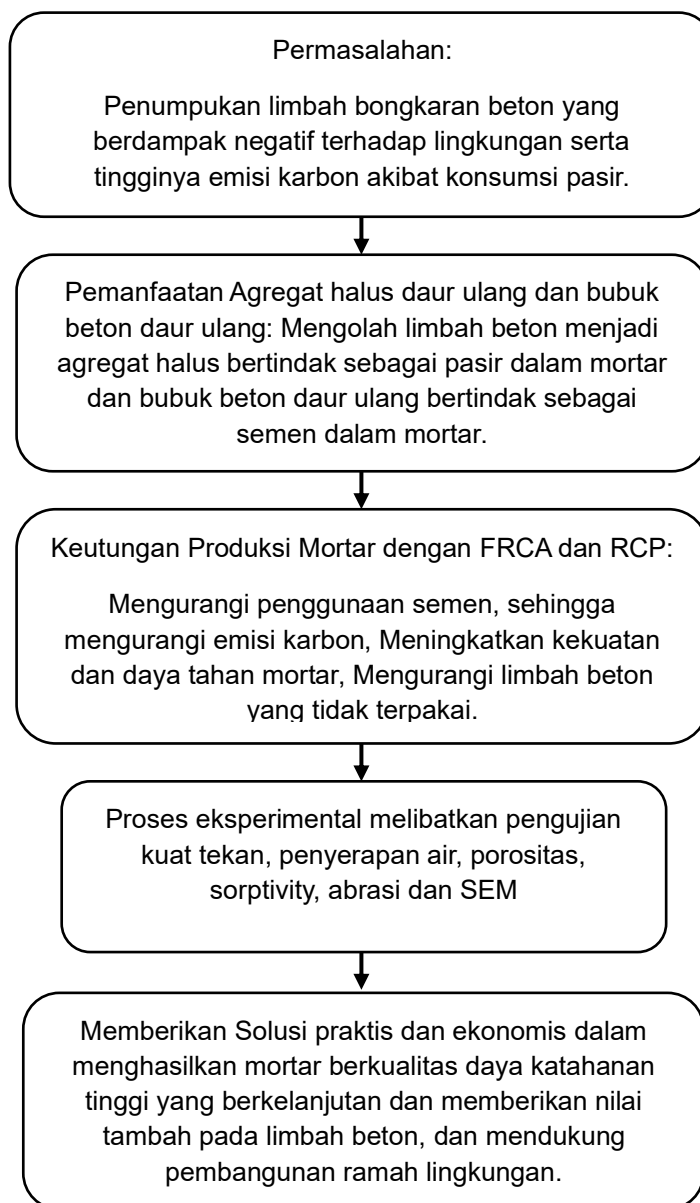 Permasalahan:
Penumpukan limbah bongkaran beton yang
berdampak negatif terhadap lingkungan serta
tingginya emisi karbon akibat konsumsi pasir.
Pemanfaatan Agregat halus daur ulang dan bubuk
beton daur ulang: Mengolah limbah beton menjadi
agregat halus bertindak sebagai pasir dalam mortar
dan bubuk beton daur ulang bertindak sebagai
semen dalam mortar.
Keutungan Produksi Mortar dengan FRCA dan RCP:
Mengurangi penggunaan semen, sehingga
mengurangi emisi karbon, Meningkatkan kekuatan
dan daya tahan mortar, Mengurangi limbah beton
yang tidak terpakai.
Proses eksperimental melibatkan pengujian
kuat tekan, penyerapan air, porositas,
sorptivity, abrasi dan SEM
Memberikan Solusi praktis dan ekonomis dalam
menghasilkan mortar berkualitas daya katahanan
tinggi yang berkelanjutan dan memberikan nilai
tambah pada limbah beton, dan mendukung
pembangunan ramah lingkungan.